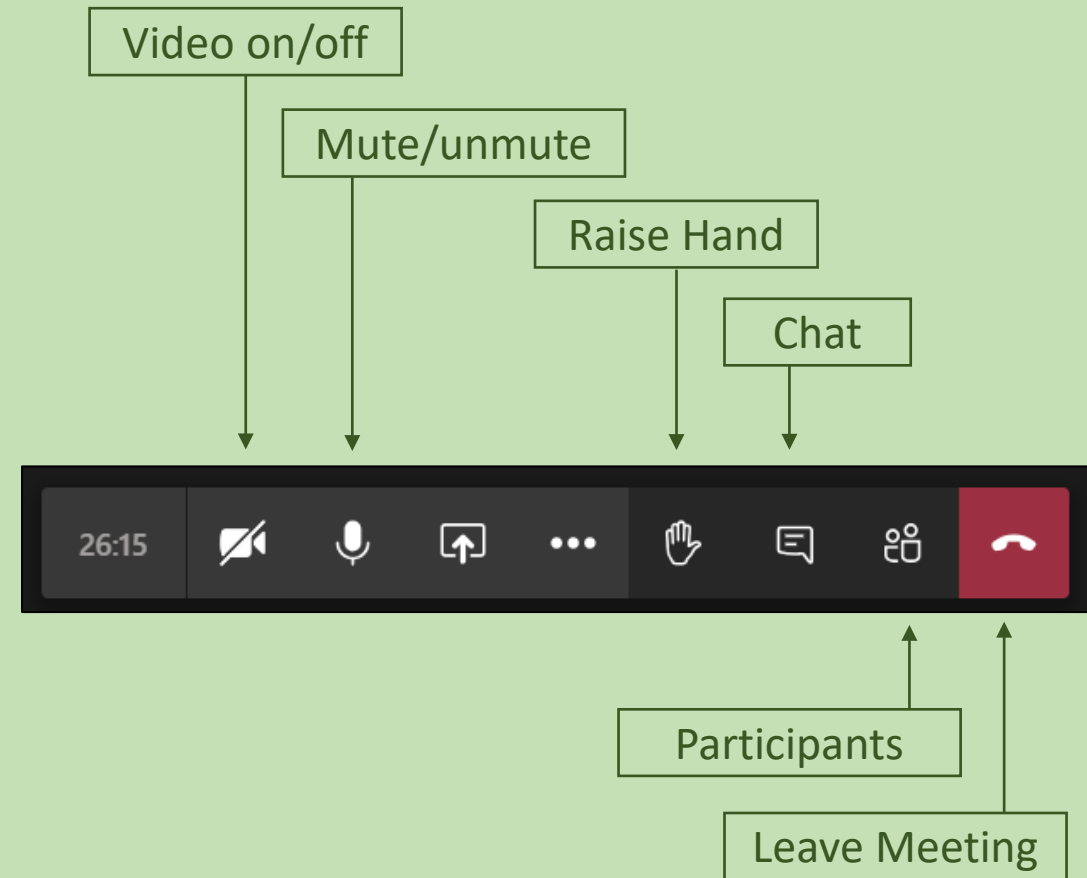 Video on/off
Mute/unmute
Raise Hand
Chat
26:15
Participants
Leave Meeting